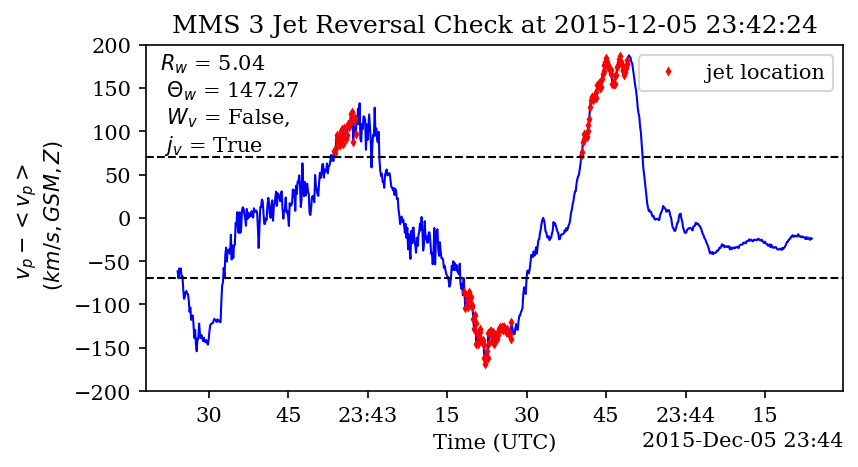 MMS 3 Jet Reversal Check at 2015-12-05 23:42:24
R_w = 5.04
Θ_w = 147.27
W_v = False,
j_v = True
jet location
200
150
100
50
0
−50
−100
−150
−200
v_p − < v_p >
(km/s, GSM, Z)
30 45 23:43 15 30 45 23:44 15
Time (UTC)
2015-Dec-05 23:44